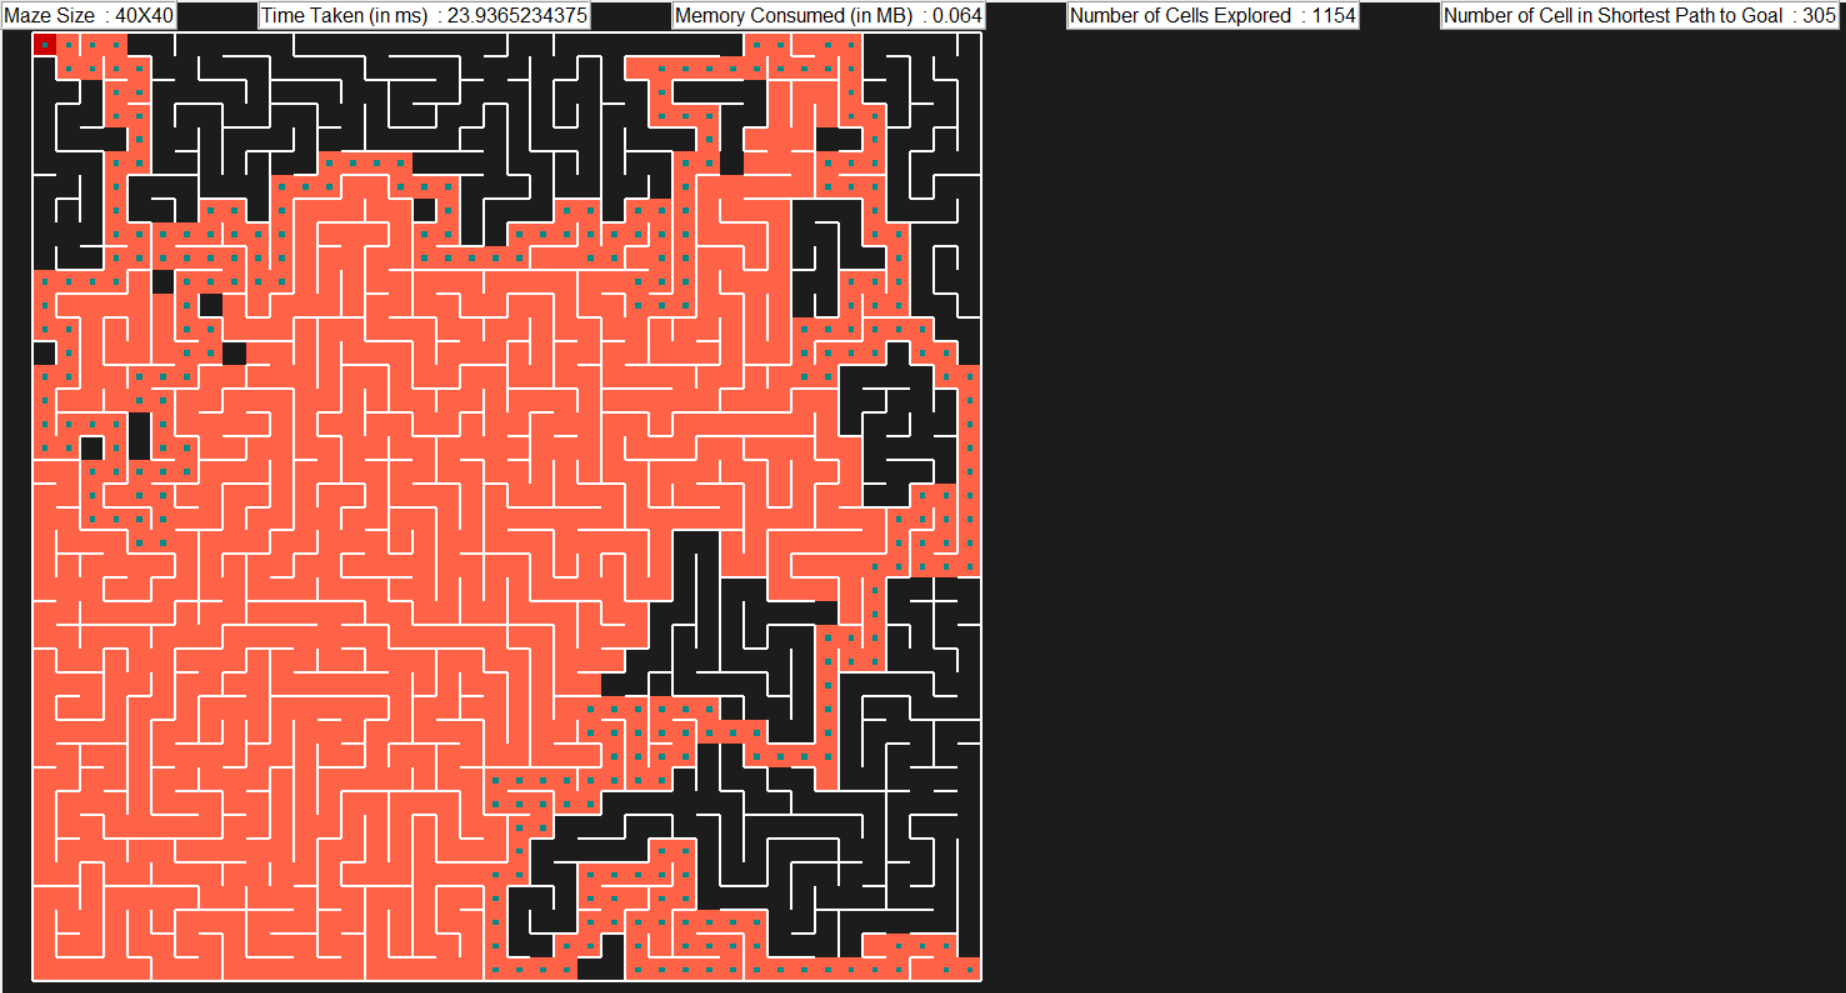 Maze Size : 40X40
Time Taken (in ms) : 23.9365234375
Memory Consumed (in MB) : 0.064
Number of Cells Explored : 1154
Number of Cell in Shortest Path to Goal : 305